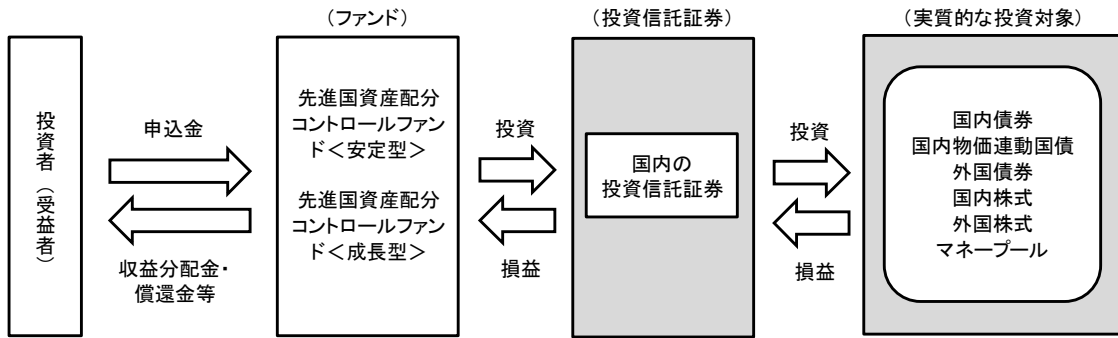 （ファンド）
（投資信託証券）
（実質的な投資対象）
投資者（受益者）
申込金
収益分配金・
償還金等
先進国資産配分
コントロールファン
ド＜安定型＞
先進国資産配分
コントロールファン
ド＜成長型＞
投資
損益
国内の
投資信託証券
投資
損益
国内債券
国内物価連動国債
外国債券
国内株式
外国株式
マネープール